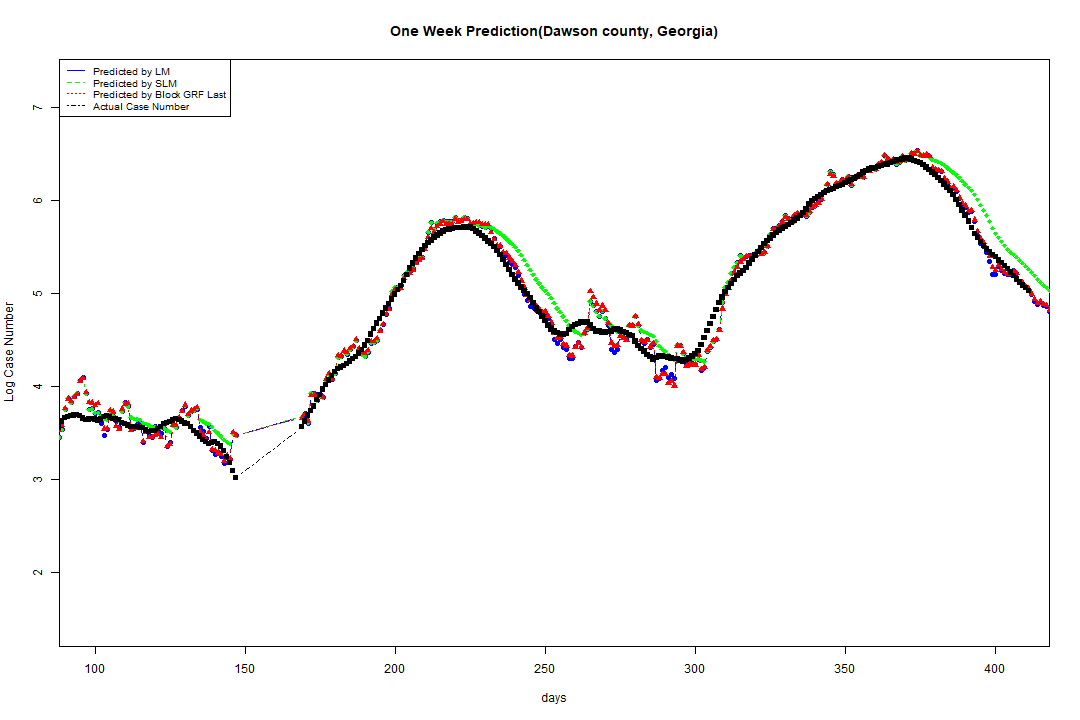 One Week Prediction(Dawson county, Georgia)
Predicted by LM
Predicted by SLM
Predicted by Block GRF Last
Actual Case Number
7
6
5
4
3
2
Log Case Number
100 150 200 250 300 350 400
days